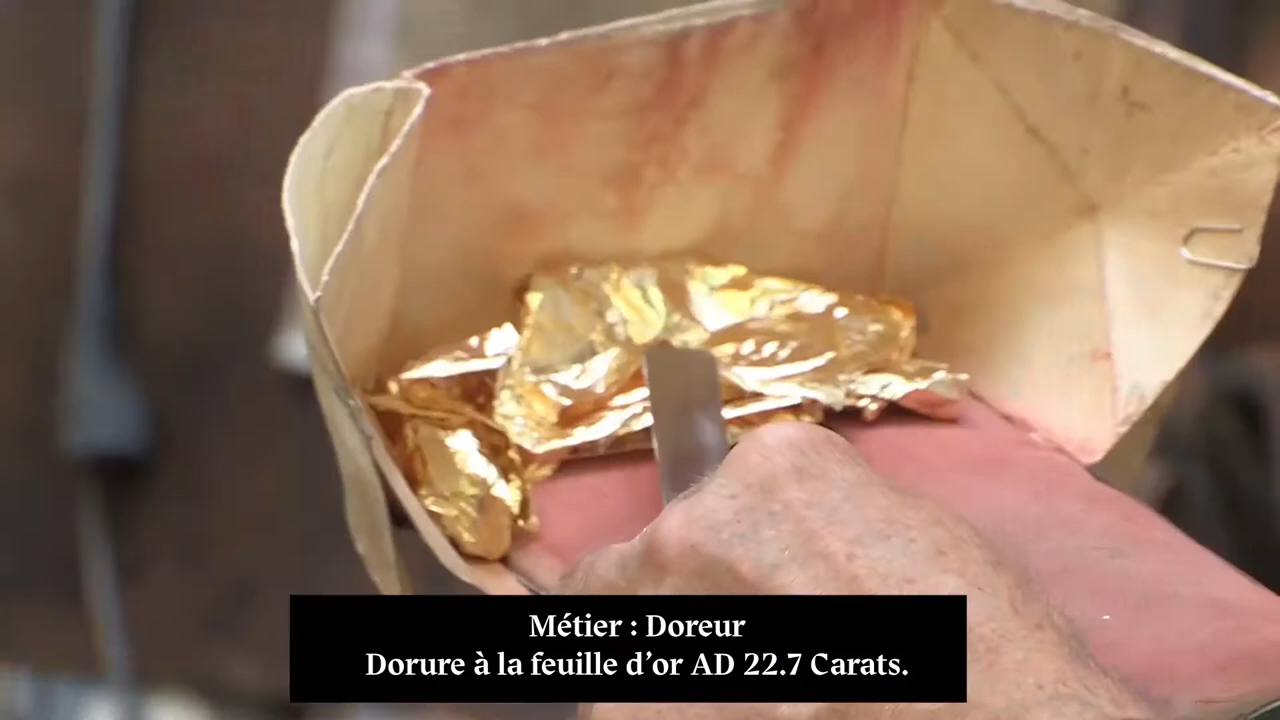 Métier : Doreur
Dorure à la feuille d’or AD 22.7 Carats.